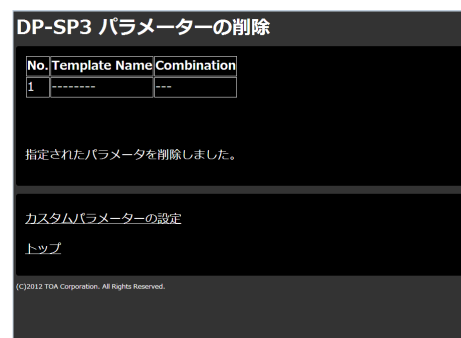 DP-SP3 パラメーターの削除
No. Template Name Combination
1 -------- ---
指定されたパラメータを削除しました。
カスタムパラメーターの設定
トップ
(C)2012 TOA Corporation. All Rights Reserved.